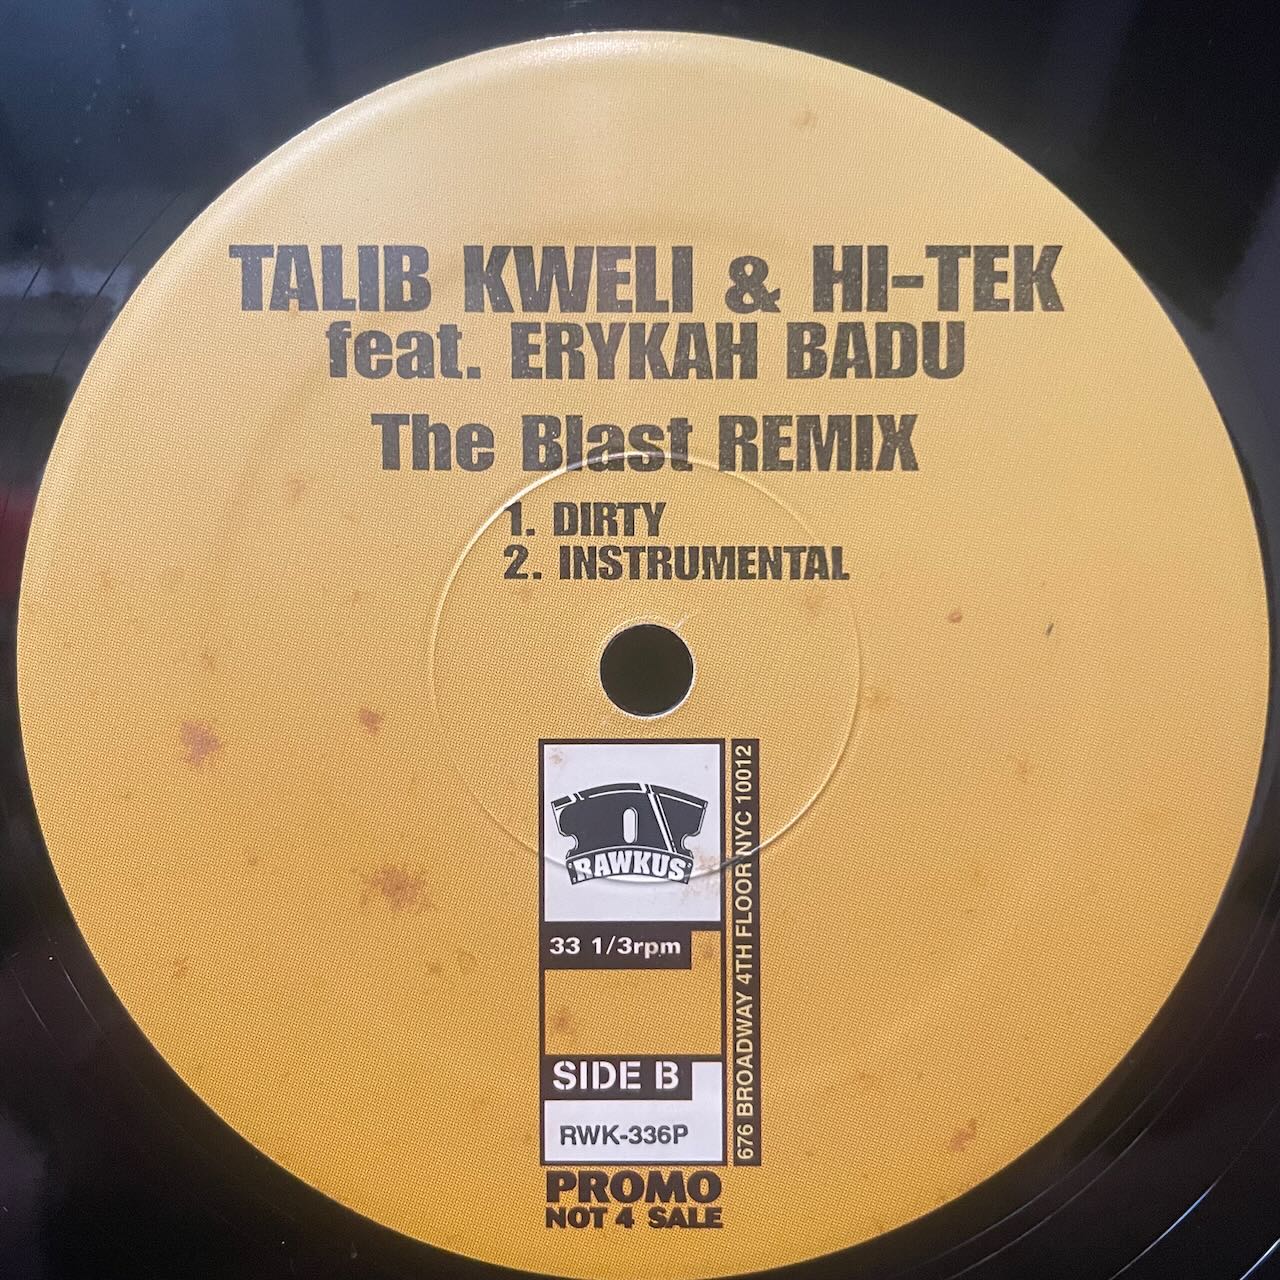 TALIB KWELI & HI-TEK
feat. ERYKAH BADU
The Blast REMIX
1. DIRTY
2. INSTRUMENTAL
RAWKUS
33 1/3rpm
SIDE B
RWK-336P
676 BROADWAY 4TH FLOOR NYC 10012
PROMO
NOT 4 SALE